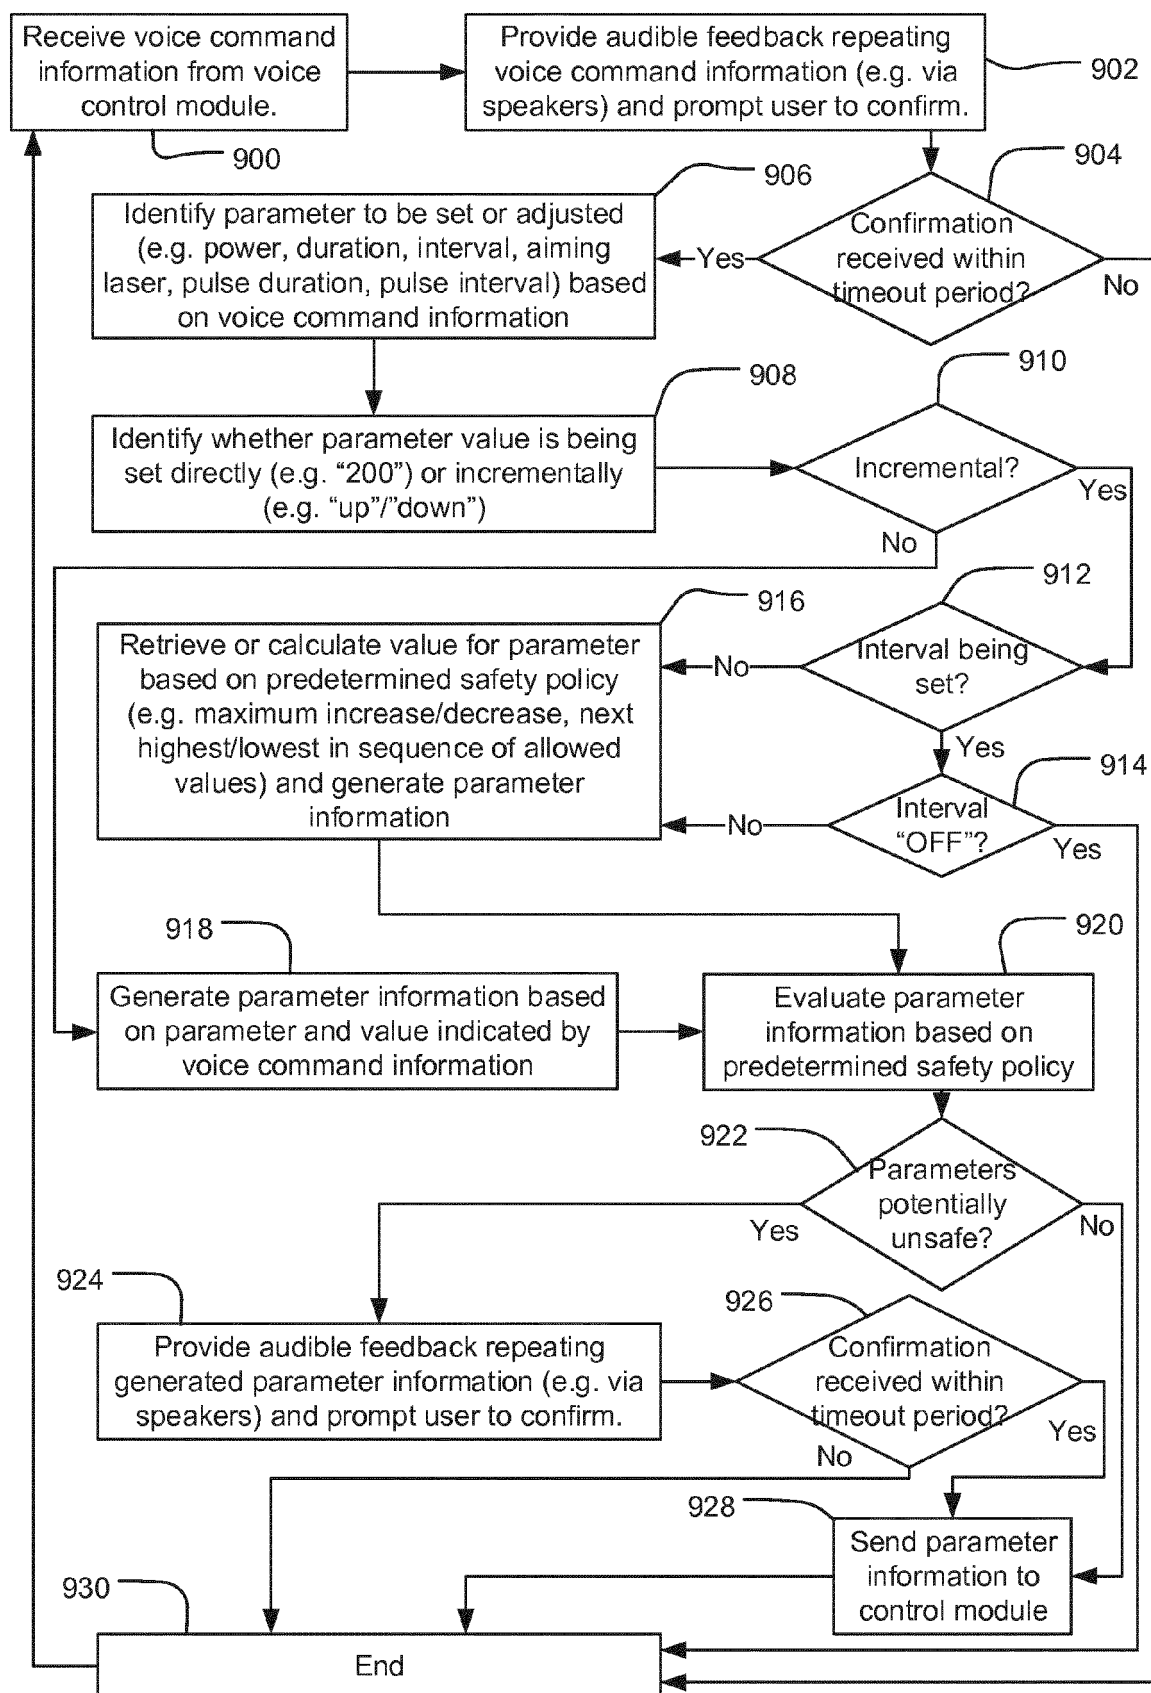 Receive voice command
information from voice
control module.
900
Provide audible feedback repeating
voice command information (e.g. via
speakers) and prompt user to confirm.
902
904
Confirmation
received within
timeout period?
Yes
No
906
Identify parameter to be set or adjusted
(e.g. power, duration, interval, aiming
laser, pulse duration, pulse interval) based
on voice command information
908
Identify whether parameter value is being
set directly (e.g. “200”) or incrementally
(e.g. “up”/”down”)
910
Incremental?
Yes
No
912
Interval being
set?
No
Yes
914
Interval
“OFF”?
No
Yes
916
Retrieve or calculate value for parameter
based on predetermined safety policy
(e.g. maximum increase/decrease, next
highest/lowest in sequence of allowed
values) and generate parameter
information
918
Generate parameter information based
on parameter and value indicated by
voice command information
920
Evaluate parameter
information based on
predetermined safety policy
922
Parameters
potentially
unsafe?
Yes
No
924
Provide audible feedback repeating
generated parameter information (e.g. via
speakers) and prompt user to confirm.
926
Confirmation
received within
timeout period?
Yes
No
928
Send parameter
information to
control module
930
End